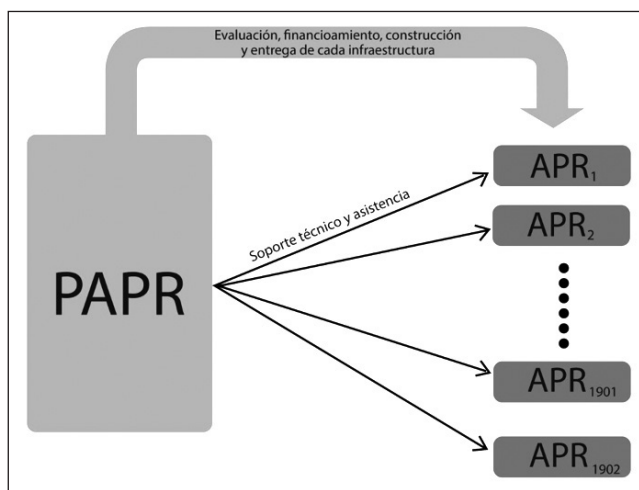 Evaluación, financioamiento, construcción
y entrega de cada infraestructura
PAPR
Soporte técnico y asistencia
APR1
APR2
APR1901
APR1902